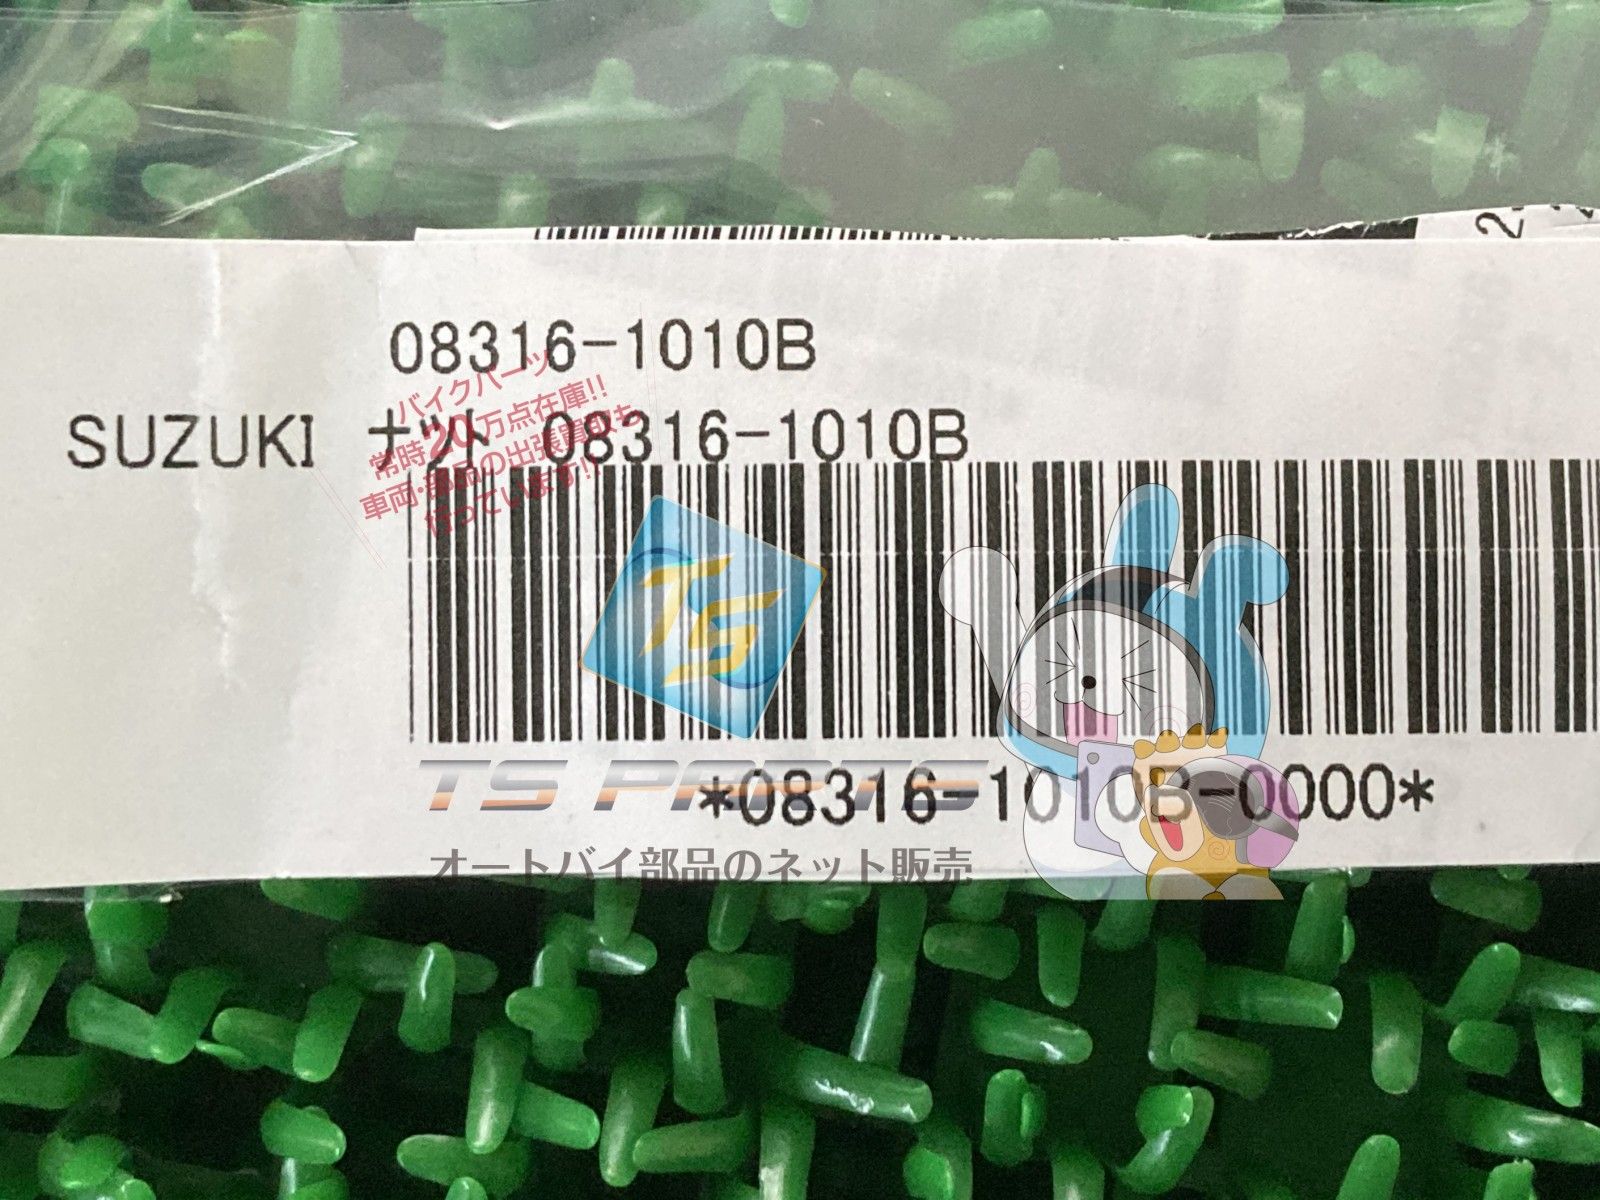 08316-1010B
SUZUKI ナット 08316-1010B
バイクパーツ
常時20万点在庫!!
車両・部品の出張買取も
行っています!!
TS
*08316-1010B-0000*
TS PARTS
オートバイ部品のネット販売